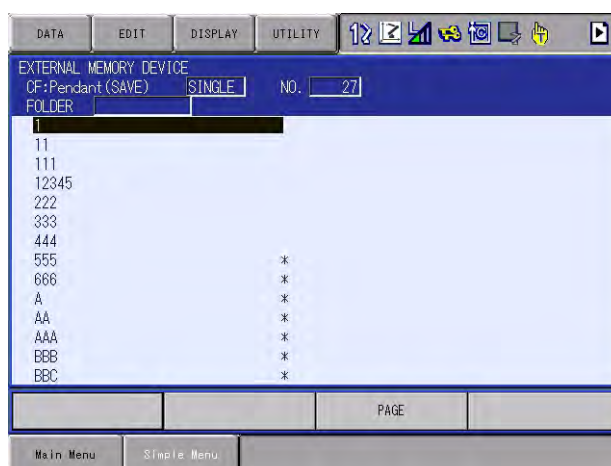 DATA EDIT DISPLAY UTILITY
EXTERNAL MEMORY DEVICE
CF:Pendant(SAVE) SINGLE NO. 27
FOLDER
1
11
111
12345
222
333
444
555 *
666 *
A *
AA *
AAA *
BBB *
BBC *
PAGE
Main Menu Simple Menu